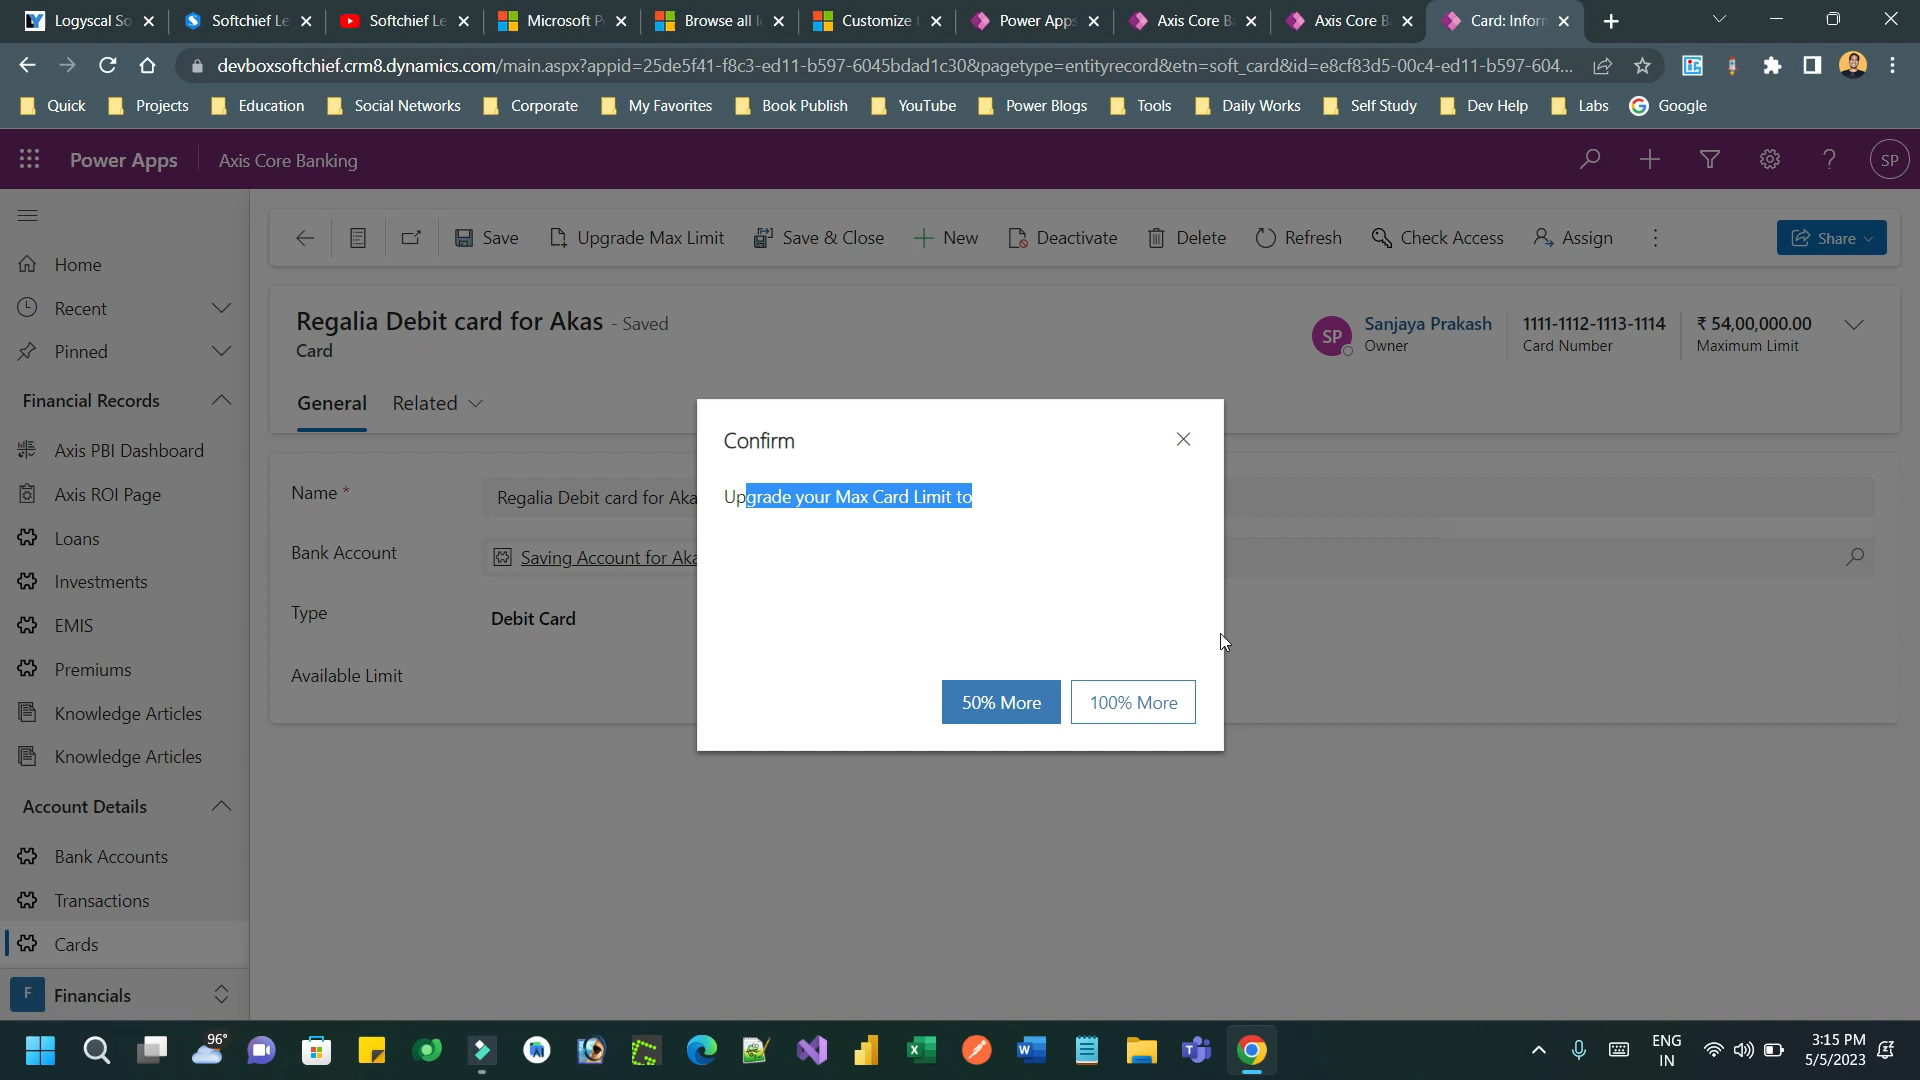 Logyscal So
Softchief Le
Softchief Le
Microsoft P
Browse all
Customize
Power Apps
Axis Core B
Axis Core B
Card: Inform
devboxsoftchief.crm8.dynamics.com/main.aspx?appid=25de5f41-f8c3-ed11-b597-6045bdad1c30&pagetype=entityrecord&etn=soft_card&id=e8cf83d5-00c4-ed11-b597-604...
Quick Projects Education Social Networks Corporate My Favorites Book Publish YouTube Power Blogs Tools Daily Works Self Study Dev Help Labs Google
Power Apps Axis Core Banking SP
Home
Recent
Pinned
Financial Records
Axis PBI Dashboard
Axis ROI Page
Loans
Investments
EMIS
Premiums
Knowledge Articles
Knowledge Articles
Account Details
Bank Accounts
Transactions
Cards
F Financials
Save Upgrade Max Limit Save & Close New Deactivate Delete Refresh Check Access Assign Share
Regalia Debit card for Akas - Saved
Card
SP Sanjaya Prakash
Owner
1111-1112-1113-1114
Card Number
₹ 54,00,000.00
Maximum Limit
General Related
Name * Regalia Debit card for Aka
Bank Account Saving Account for Aka
Type Debit Card
Available Limit
Confirm
Upgrade your Max Card Limit to
50% More 100% More
96°
ENG
IN
3:15 PM
5/5/2023